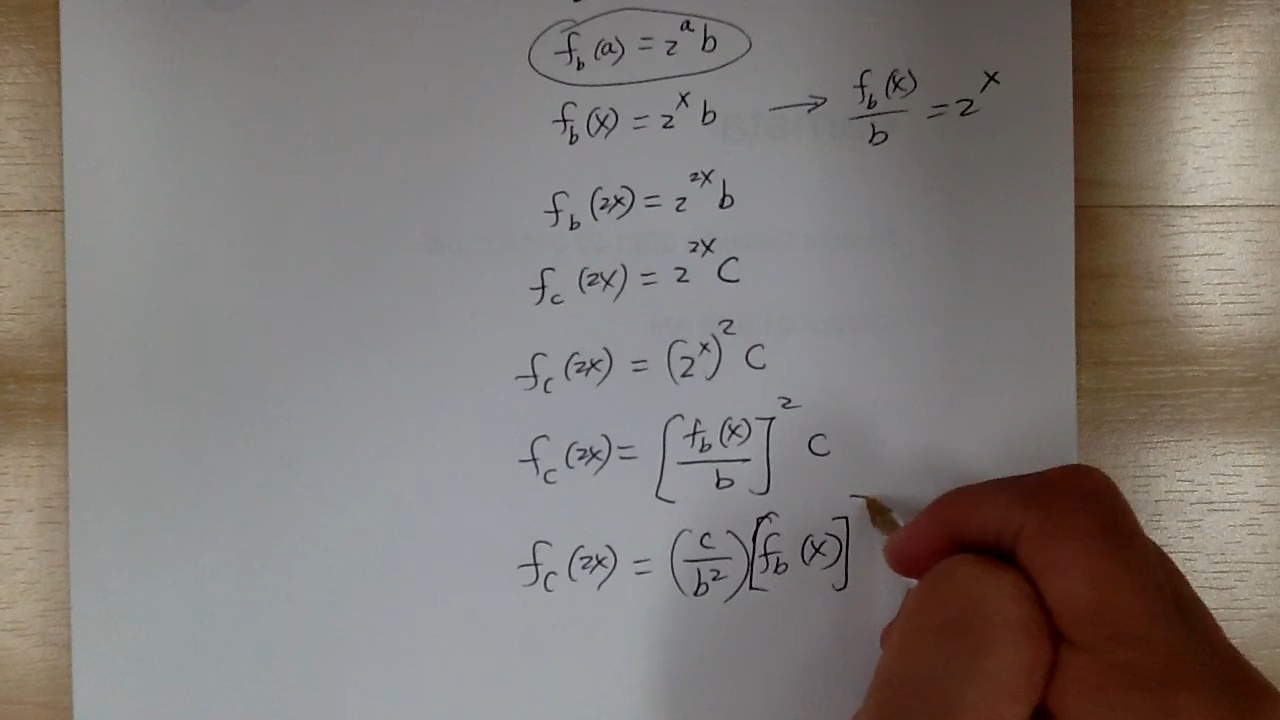 f_b(a) = 2^a b
f_b(x) = 2^x b → f_b(x)/b = 2^x
f_b(2x) = 2^{2x} b
f_c(2x) = 2^{2x} C
f_c(2x) = (2^x)^2 C
f_c(2x) = [f_b(x)/b]^2 C
f_c(2x) = (c/b^2)[f_b(x)]